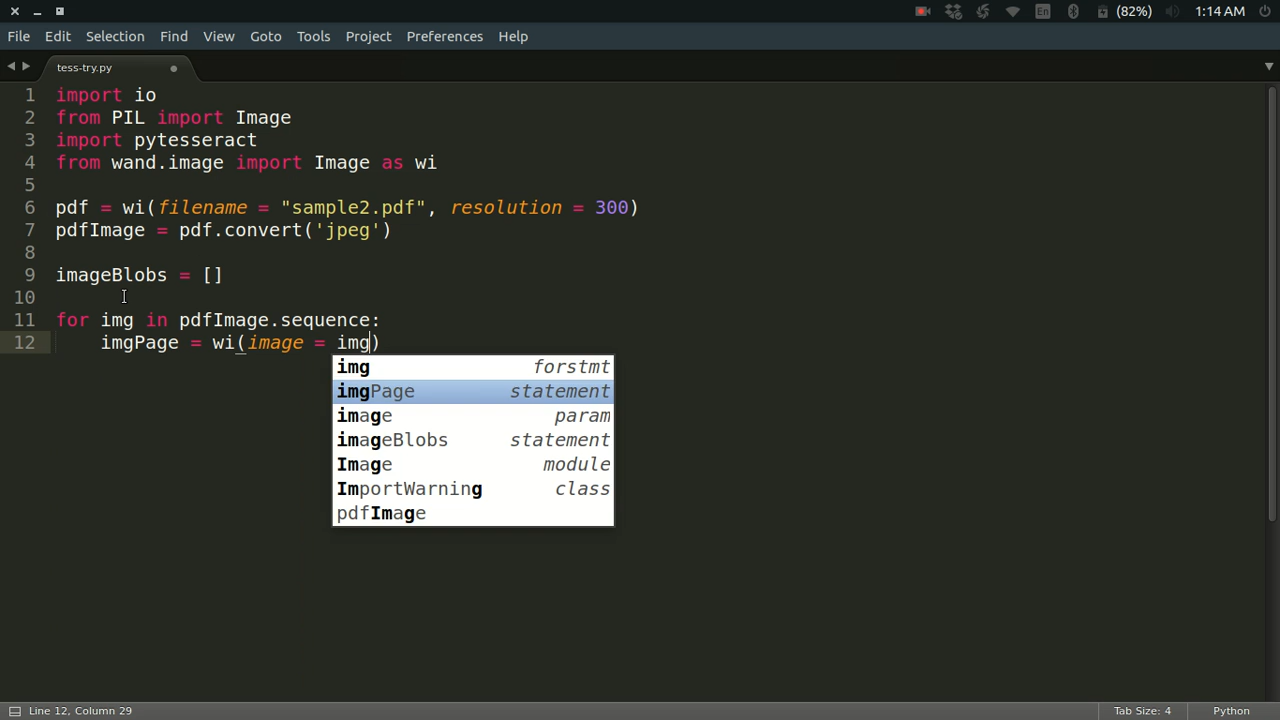 En (82%) 1:14 AM
File Edit Selection Find View Goto Tools Project Preferences Help
tess-try.py
1 import io
2 from PIL import Image
3 import pytesseract
4 from wand.image import Image as wi
5
6 pdf = wi(filename = "sample2.pdf", resolution = 300)
7 pdfImage = pdf.convert('jpeg')
8
9 imageBlobs = []
10
11 for img in pdfImage.sequence:
12 imgPage = wi(image = img)
img forstmt
imgPage statement
image param
imageBlobs statement
Image module
ImportWarning class
pdfImage
Line 12, Column 29 Tab Size: 4 Python